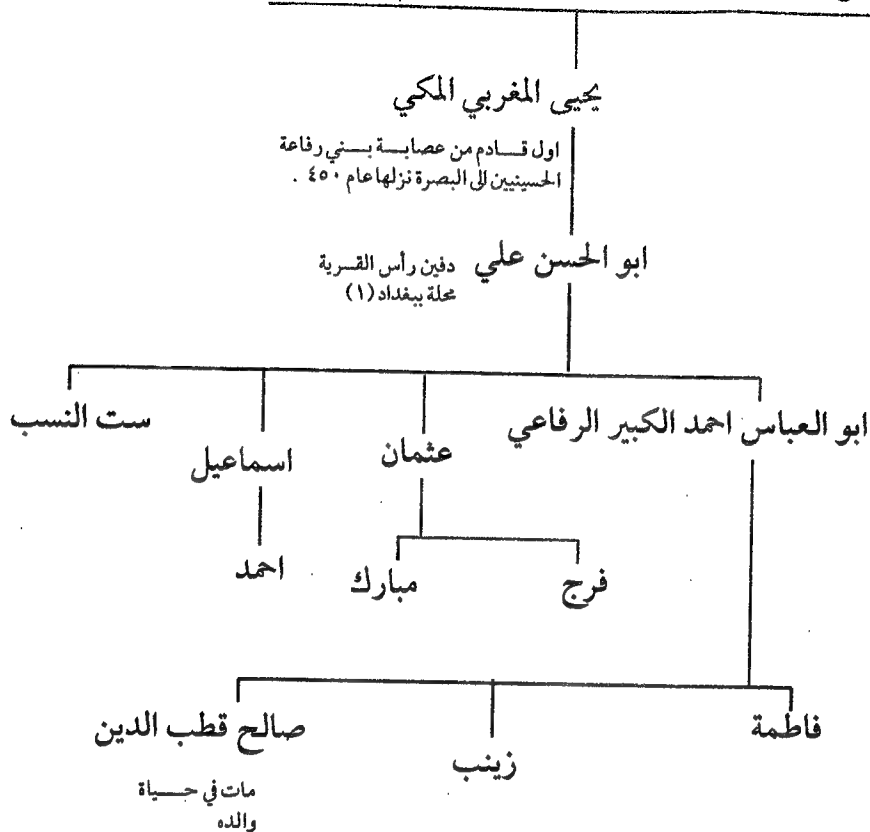 يحيى المغربي المكي
اول قادم من عصابة بني رفاعة
الحسينيين الى البصرة نزلها عام ٤٥٠ .
ابو الحسن علي
دفين رأس القرية
محلة ببغداد (١)
ابو العباس احمد الكبير الرفاعي
عثمان
اسماعيل
ست النسب
فرج
مبارك
احمد
فاطمة
زينب
صالح قطب الدين
مات في حياة
والده